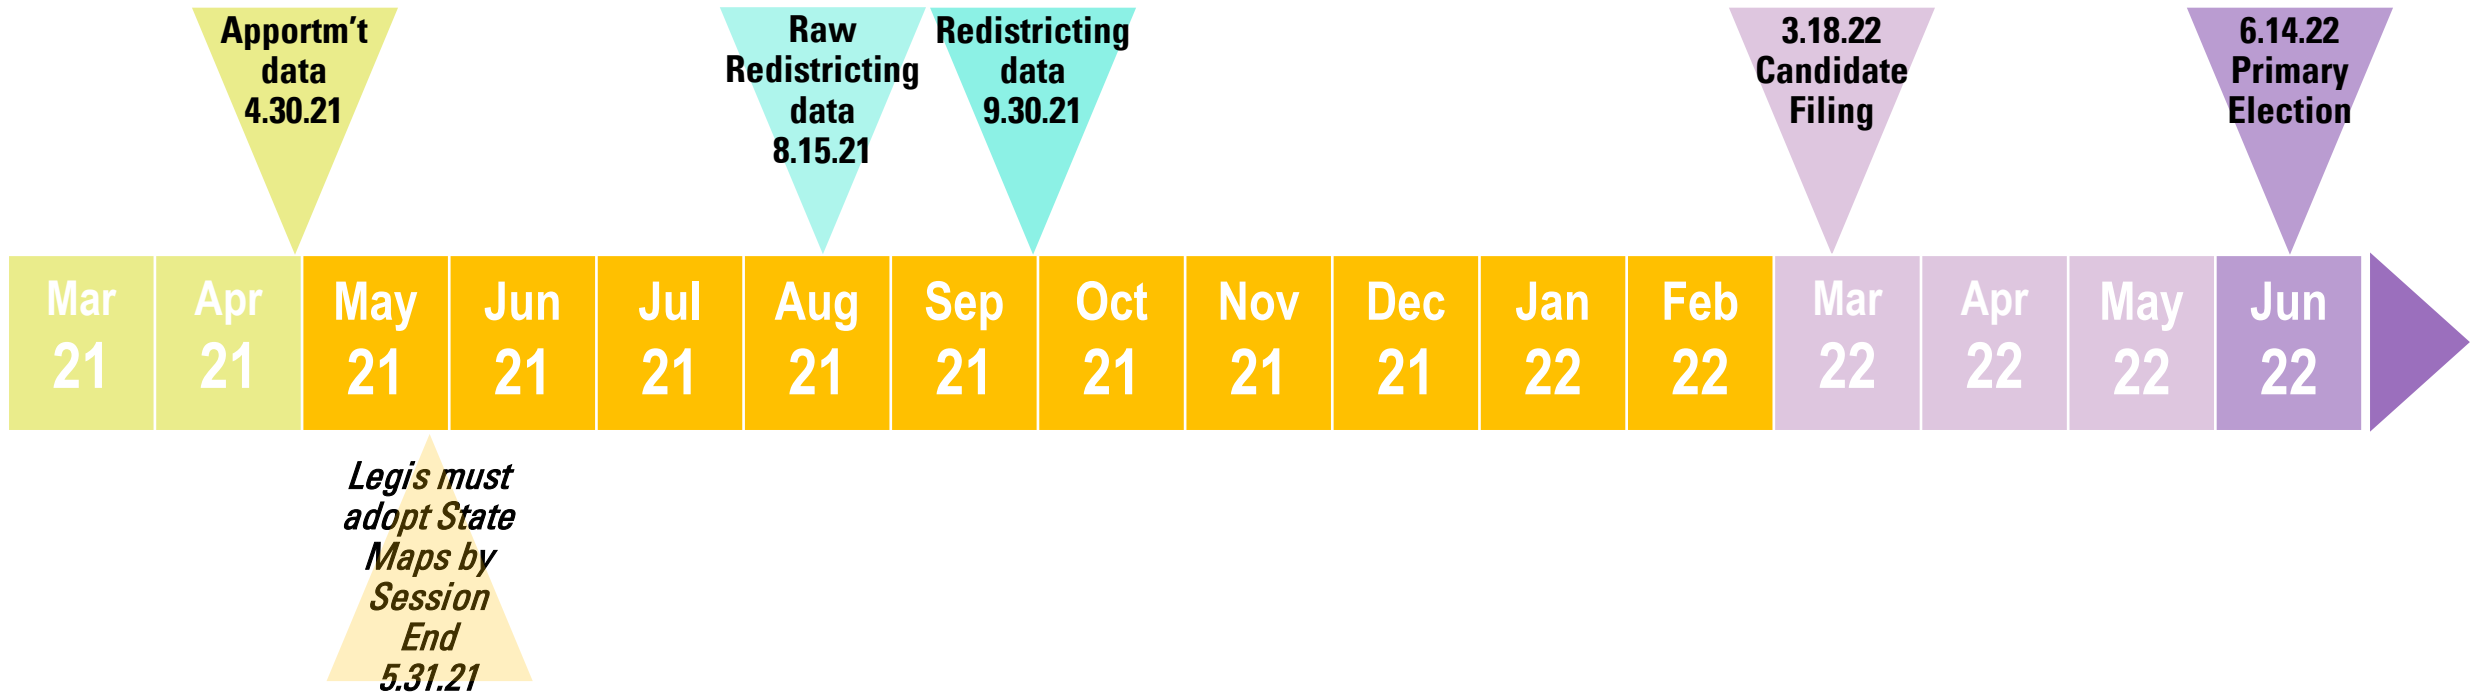 Apportm't
data
4.30.21
Raw
Redistricting
data
8.15.21
Redistricting
data
9.30.21
3.18.22
Candidate
Filing
6.14.22
Primary
Election
Mar
21
Apr
21
May
21
Jun
21
Jul
21
Aug
21
Sep
21
Oct
21
Nov
21
Dec
21
Jan
22
Feb
22
Mar
22
Apr
22
May
22
Jun
22
Legis must
adopt State
Maps by
Session
End
5.31.21